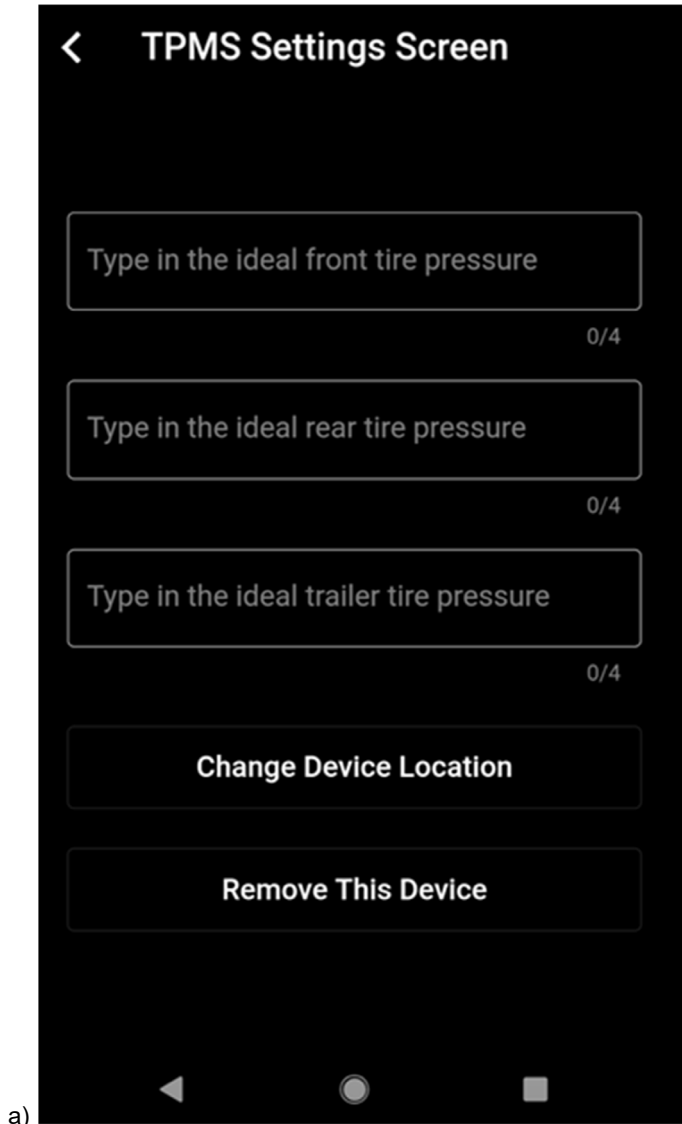 TPMS Settings Screen
Type in the ideal front tire pressure
0/4
Type in the ideal rear tire pressure
0/4
Type in the ideal trailer tire pressure
0/4
Change Device Location
Remove This Device
a)